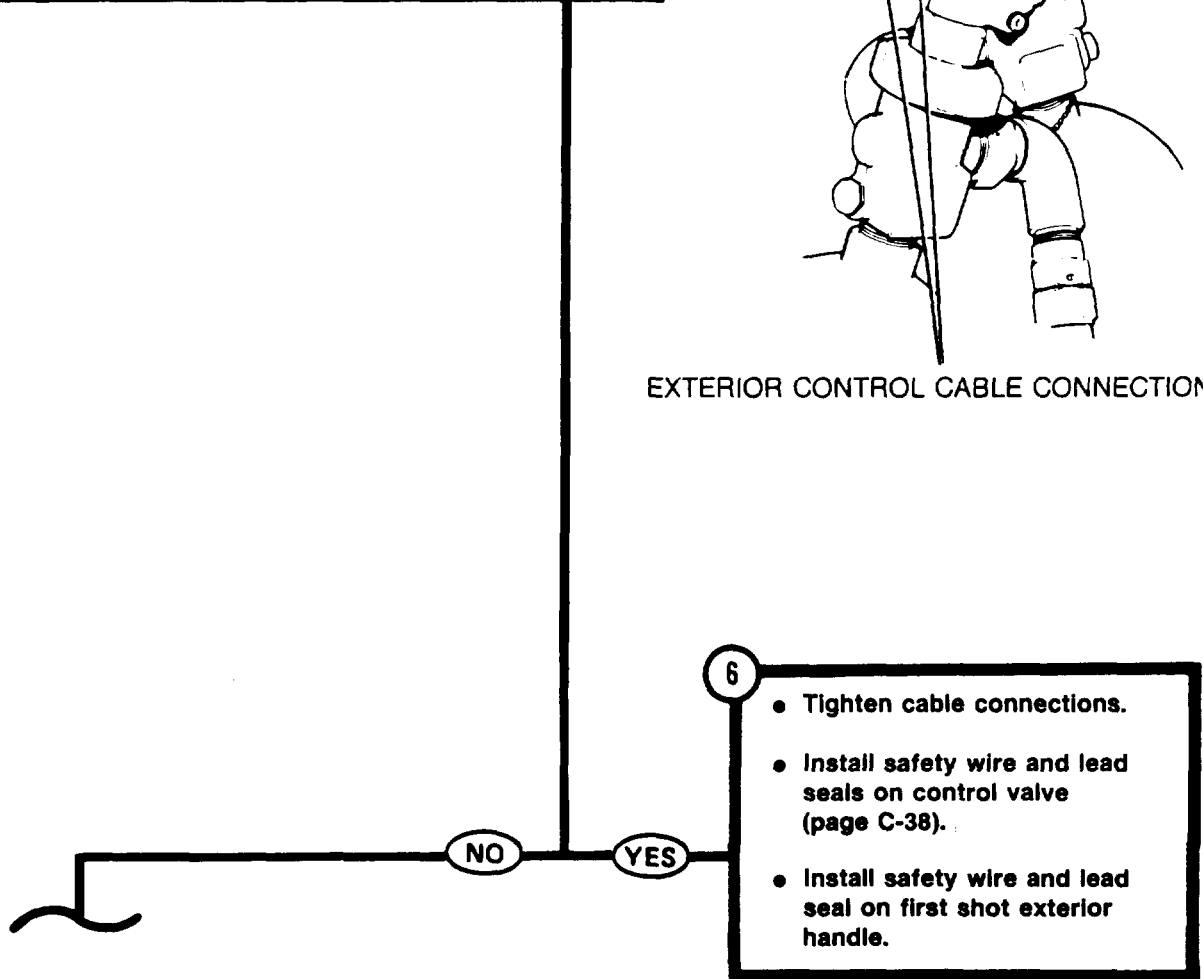 EXTERIOR CONTROL CABLE CONNECTION
6
● Tighten cable connections.
● Install safety wire and lead
seals on control valve
(page C-38).
● Install safety wire and lead
seal on first shot exterior
handle.
NO
YES